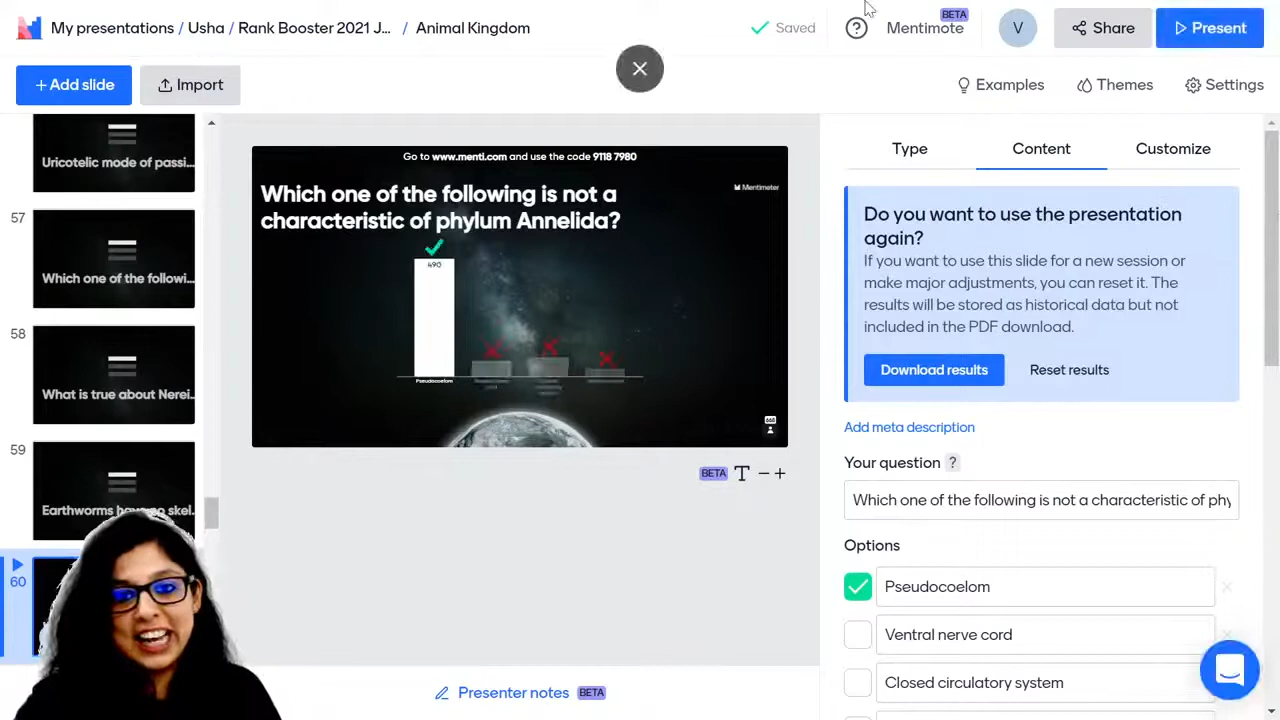 My presentations / Usha / Rank Booster 2021 J... / Animal Kingdom
Saved
?
Mentimote
BETA
V
Share
Present
+ Add slide
Import
Examples
Themes
Settings
Uricotelic mode of passi...
57
Which one of the followi...
58
What is true about Nerei...
59
Earthworms have no skel...
60
Go to www.menti.com and use the code 9118 7980
Which one of the following is not a
characteristic of phylum Annelida?
Mentimeter
490
Pseudocoelom
BETA T − +
Presenter notes BETA
Type
Content
Customize
Do you want to use the presentation
again?
If you want to use this slide for a new session or
make major adjustments, you can reset it. The
results will be stored as historical data but not
included in the PDF download.
Download results
Reset results
Add meta description
Your question ?
Which one of the following is not a characteristic of phy
Options
Pseudocoelom
Ventral nerve cord
Closed circulatory system